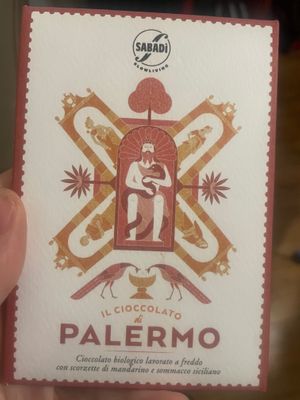 SABADÌ
SLOWLIVING
IL CIOCCOLATO
di
PALERMO
Cioccolato biologico lavorato a freddo
con scorzette di mandarino e sommacco siciliano